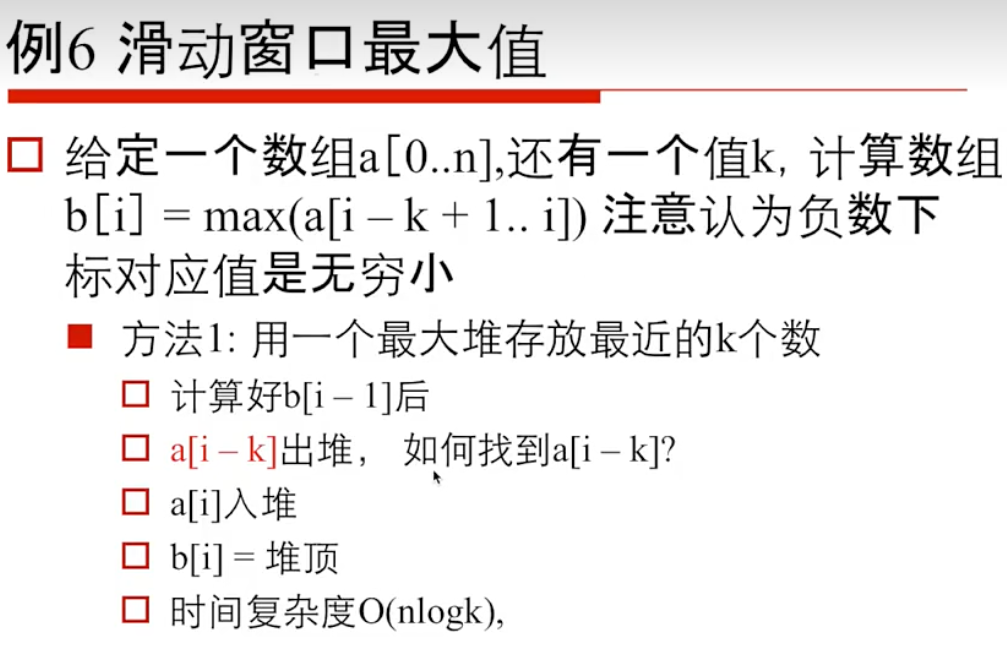 例6 滑动窗口最大值
给定一个数组a[0..n],还有一个值k, 计算数组
b[i] = max(a[i – k + 1.. i]) 注意认为负数下
标对应值是无穷小
方法1: 用一个最大堆存放最近的k个数
计算好b[i – 1]后
a[i – k]出堆, 如何找到a[i – k]?
a[i]入堆
b[i] = 堆顶
时间复杂度O(nlogk),